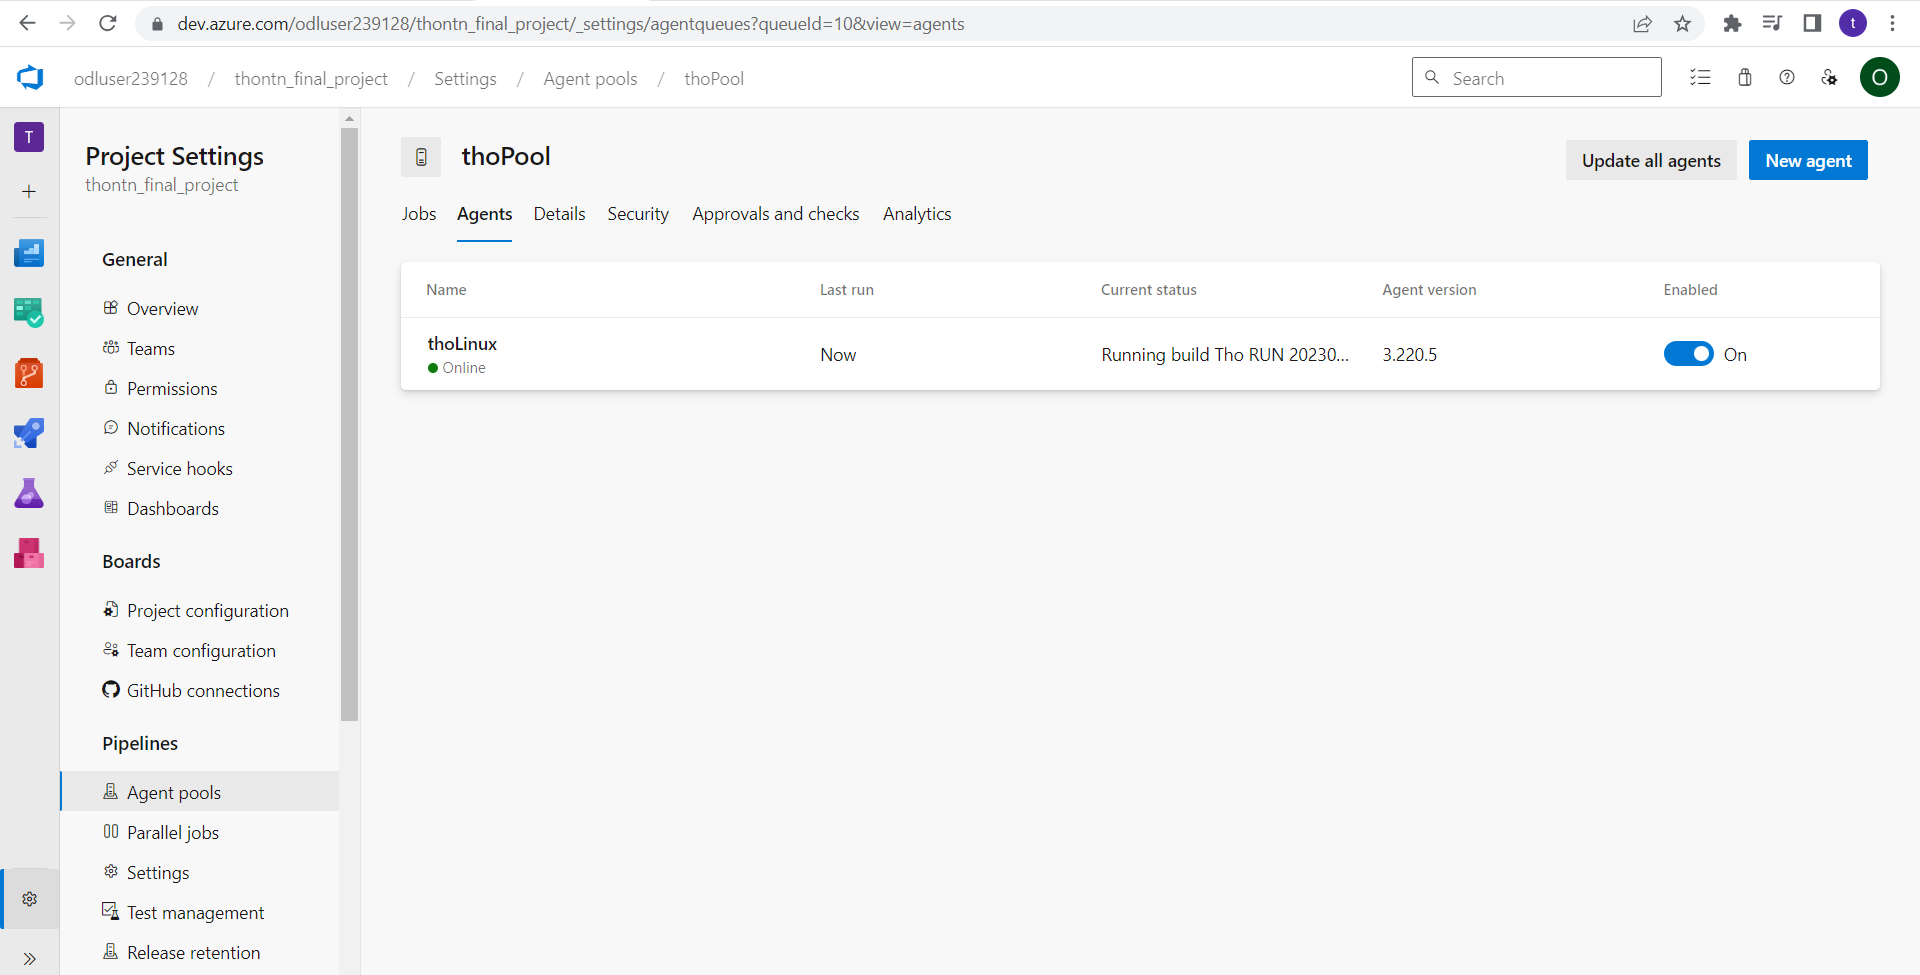 dev.azure.com/odluser239128/thontn_final_project/_settings/agentqueues?queueId=10&view=agents
t
odluser239128 / thontn_final_project / Settings / Agent pools / thoPool
Search
O
T
Project Settings
thontn_final_project
General
Overview
Teams
Permissions
Notifications
Service hooks
Dashboards
Boards
Project configuration
Team configuration
GitHub connections
Pipelines
Agent pools
Parallel jobs
Settings
Test management
Release retention
thoPool
Update all agents
New agent
Jobs Agents Details Security Approvals and checks Analytics
Name Last run Current status Agent version Enabled
thoLinux
Online
Now
Running build Tho RUN 20230...
3.220.5
On